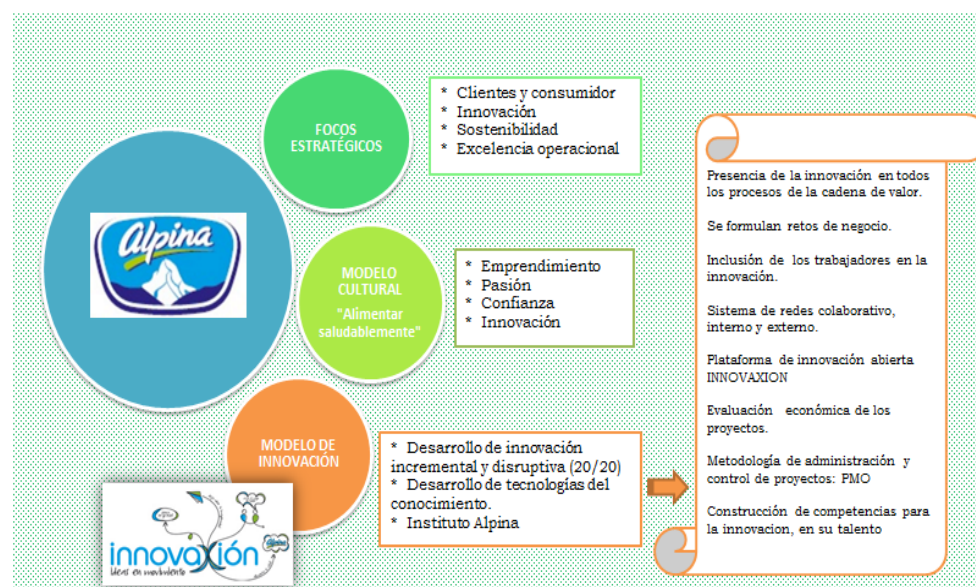 alpina
FOCOS
ESTRATÉGICOS
* Clientes y consumidor
* Innovación
* Sostenibilidad
* Excelencia operacional
MODELO
CULTURAL
"Alimentar
saludablemente"
* Emprendimiento
* Pasión
* Confianza
* Innovación
MODELO DE
INNOVACIÓN
* Desarrollo de innovación
incremental y disruptiva (20/20)
* Desarrollo de tecnologías del
conocimiento.
* Instituto Alpina
innovaxión
ideas en movimiento
Alpina
Presencia de la innovación en todos
los procesos de la cadena de valor.
Se formulan retos de negocio.
Inclusión de los trabajadores en la
innovación.
Sistema de redes colaborativo,
interno y externo.
Plataforma de innovación abierta
INNOVAXION
Evaluación económica de los
proyectos.
Metodología de administración y
control de proyectos: PMO
Construcción de competencias para
la innovacion, en su talento